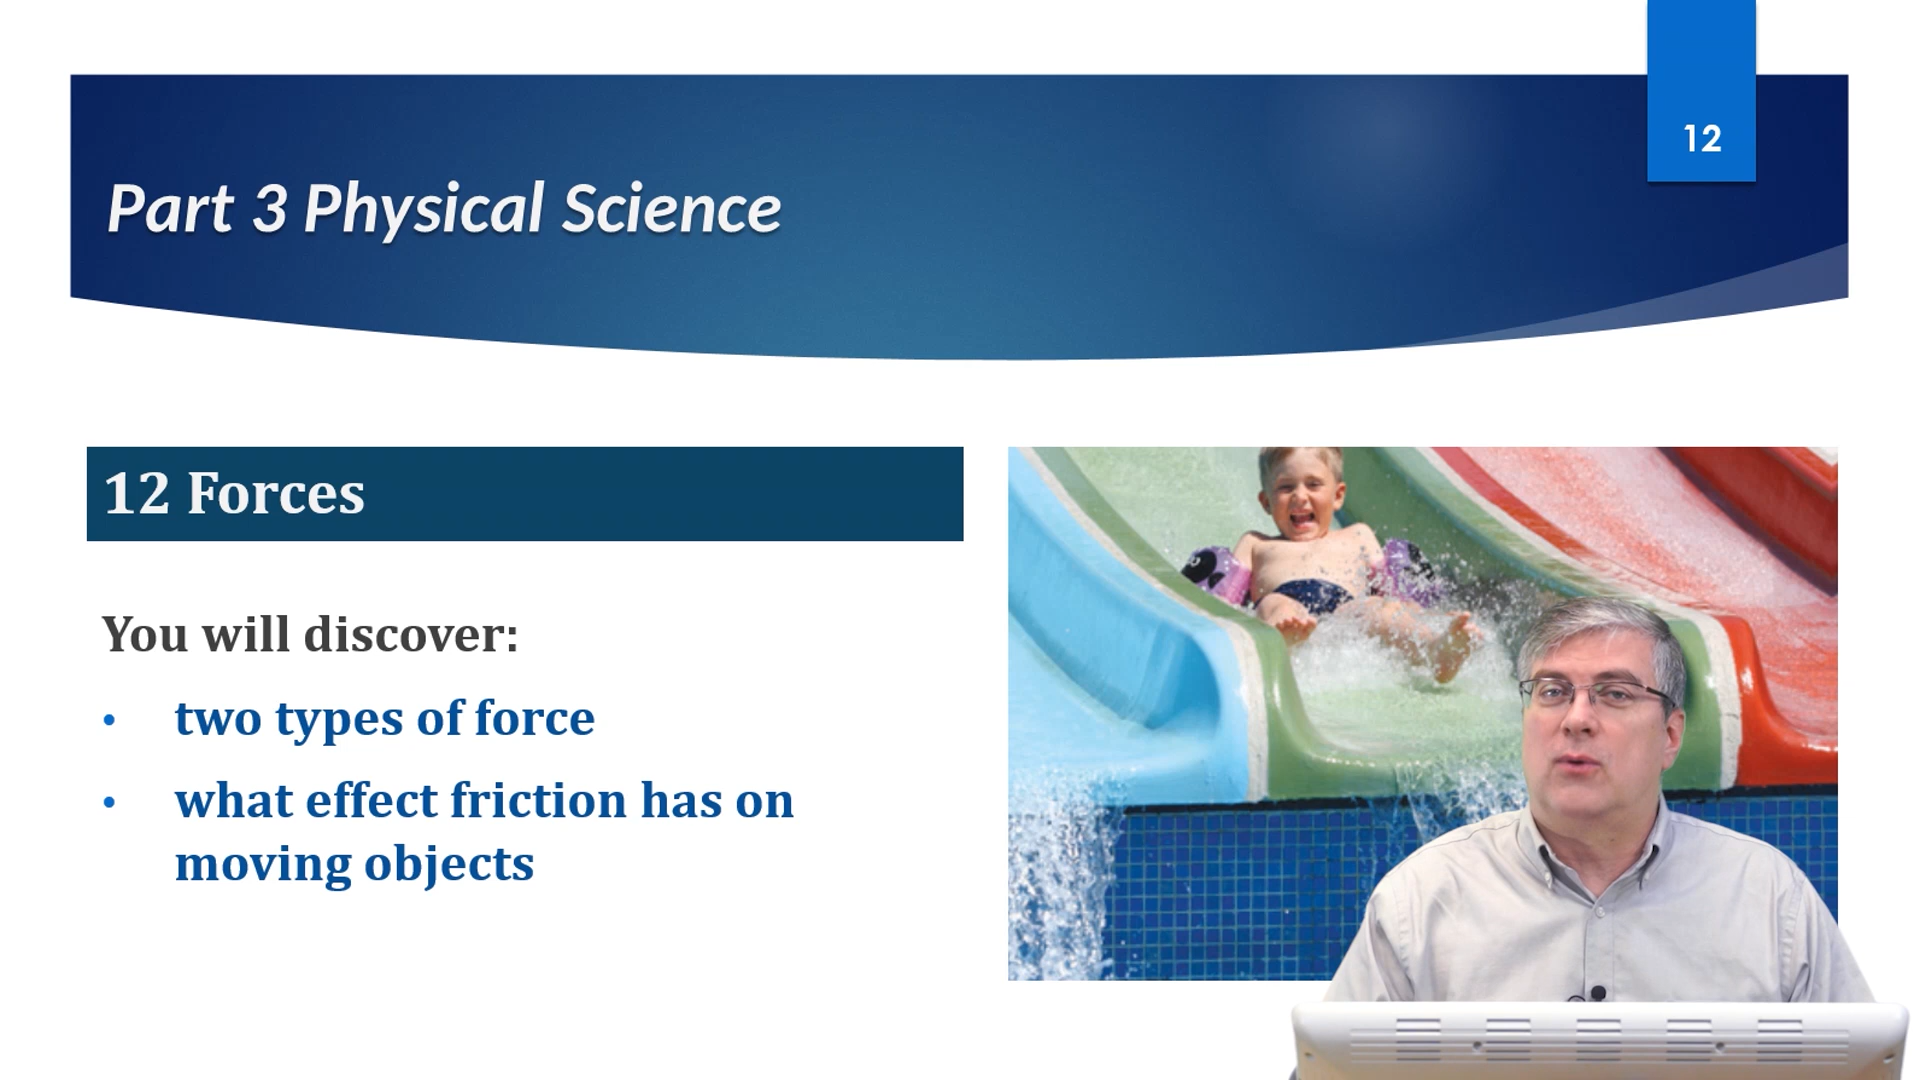 12
Part 3 Physical Science
12 Forces
You will discover:
• two types of force
• what effect friction has on
moving objects